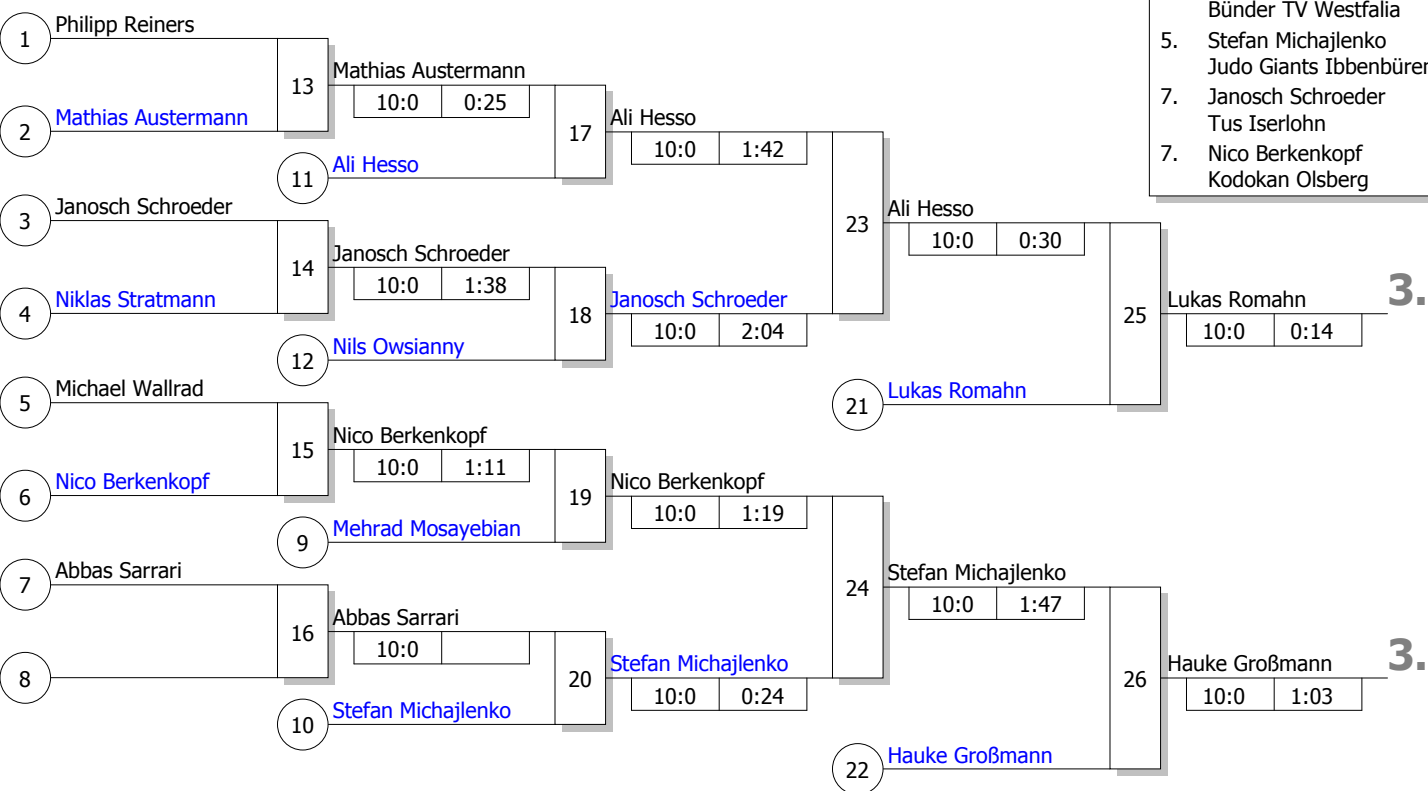 Bünder TV Westfalia
5. Stefan Michajlenko
Judo Giants Ibbenbüren
7. Janosch Schroeder
Tus Iserlohn
7. Nico Berkenkopf
Kodokan Olsberg
1 Philipp Reiners
13
Mathias Austermann
10:0 0:25
2 Mathias Austermann
17
Ali Hesso
10:0 1:42
11 Ali Hesso
3 Janosch Schroeder
23
Ali Hesso
10:0 0:30
14
Janosch Schroeder
10:0 1:38
4 Niklas Stratmann
18
Janosch Schroeder
10:0 2:04
12 Nils Owsianny
25
Lukas Romahn
10:0 0:14
3.
5 Michael Wallrad
21 Lukas Romahn
15
Nico Berkenkopf
10:0 1:11
6 Nico Berkenkopf
19
Nico Berkenkopf
10:0 1:19
9 Mehrad Mosayebian
7 Abbas Sarrari
24
Stefan Michajlenko
10:0 1:47
16
Abbas Sarrari
10:0
8
20
Stefan Michajlenko
10:0 0:24
10 Stefan Michajlenko
26
Hauke Großmann
10:0 1:03
3.
22 Hauke Großmann